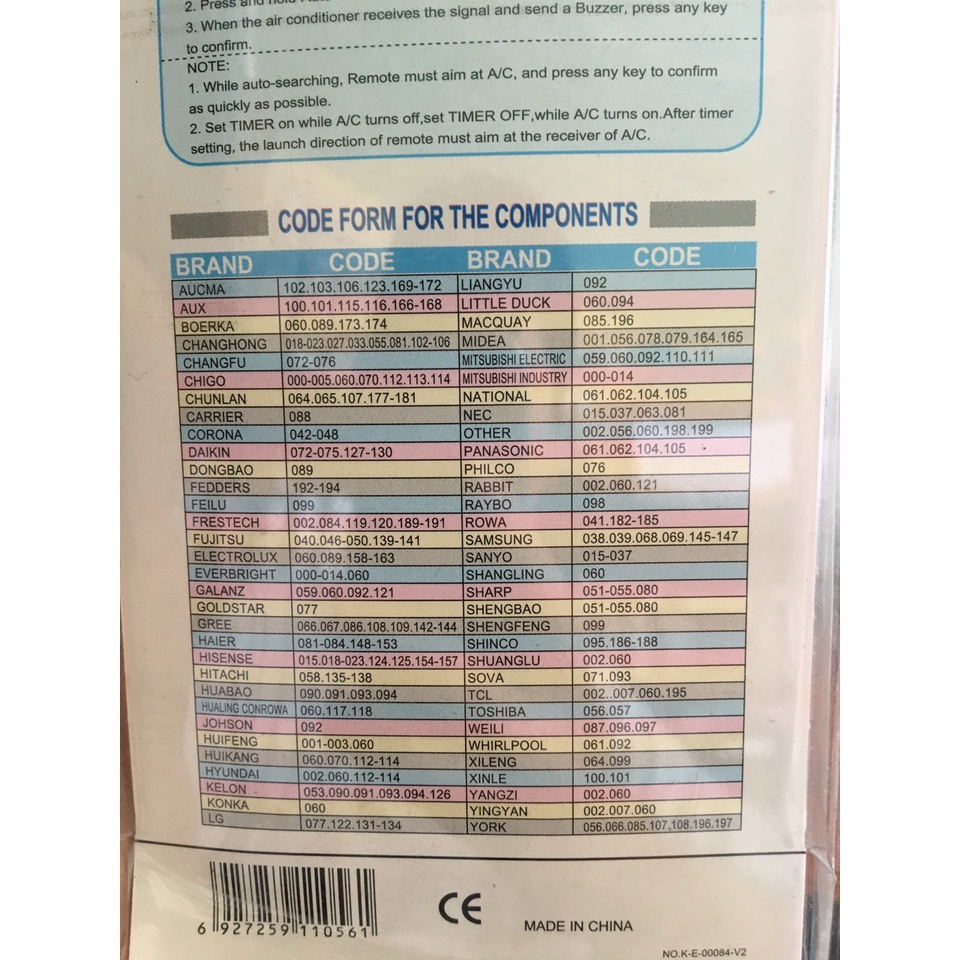 2. Press and hold
3. When the air conditioner receives the signal and send a Buzzer, press any key
to confirm.
NOTE:
1. While auto-searching, Remote must aim at A/C, and press any key to confirm
as quickly as possible.
2. Set TIMER on while A/C turns off,set TIMER OFF,while A/C turns on.After timer
setting, the launch direction of remote must aim at the receiver of A/C.
CODE FORM FOR THE COMPONENTS
BRAND CODE BRAND CODE
AUCMA 102.103.106.123.169-172 LIANGYU 092
AUX 100.101.115.116.166-168 LITTLE DUCK 060.094
BOERKA 060.089.173.174 MACQUAY 085.196
CHANGHONG 018-023.027.033.055.081.102-106 MIDEA 001.056.078.079.164.165
CHANGFU 072-076 MITSUBISHI ELECTRIC 059.060.092.110.111
CHIGO 000-005.060.070.112.113.114 MITSUBISHI INDUSTRY 000-014
CHUNLAN 064.065.107.177-181 NATIONAL 061.062.104.105
CARRIER 088 NEC 015.037.063.081
CORONA 042-048 OTHER 002.056.060.198.199
DAIKIN 072-075.127-130 PANASONIC 061.062.104.105
DONGBAO 089 PHILCO 076
FEDDERS 192-194 RABBIT 002.060.121
FEILU 099 RAYBO 098
FRESTECH 002.084.119.120.189-191 ROWA 041.182-185
FUJITSU 040.046-050.139-141 SAMSUNG 038.039.068.069.145-147
ELECTROLUX 060.089.158-163 SANYO 015-037
EVERBRIGHT 000-014.060 SHANGLING 060
GALANZ 059.060.092.121 SHARP 051-055.080
GOLDSTAR 077 SHENGBAO 051-055.080
GREE 066.067.086.108.109.142-144 SHENGFENG 099
HAIER 081-084.148-153 SHINCO 095.186-188
HISENSE 015.018-023.124.125.154-157 SHUANGLU 002.060
HITACHI 058.135-138 SOVA 071.093
HUABAO 090.091.093.094 TCL 002..007.060.195
HUALING CONROWA 060.117.118 TOSHIBA 056.057
JOHSON 092 WEILI 087.096.097
HUIFENG 001-003.060 WHIRLPOOL 061.092
HUIKANG 060.070.112-114 XILENG 064.099
HYUNDAI 002.060.112-114 XINLE 100.101
KELON 053.090.091.093.094.126 YANGZI 002.060
KONKA 060 YINGYAN 002.007.060
LG 077.122.131-134 YORK 056.066.085.107.108.196.197
6 927259 110561
CE
MADE IN CHINA
NO.K-E-00084-V2